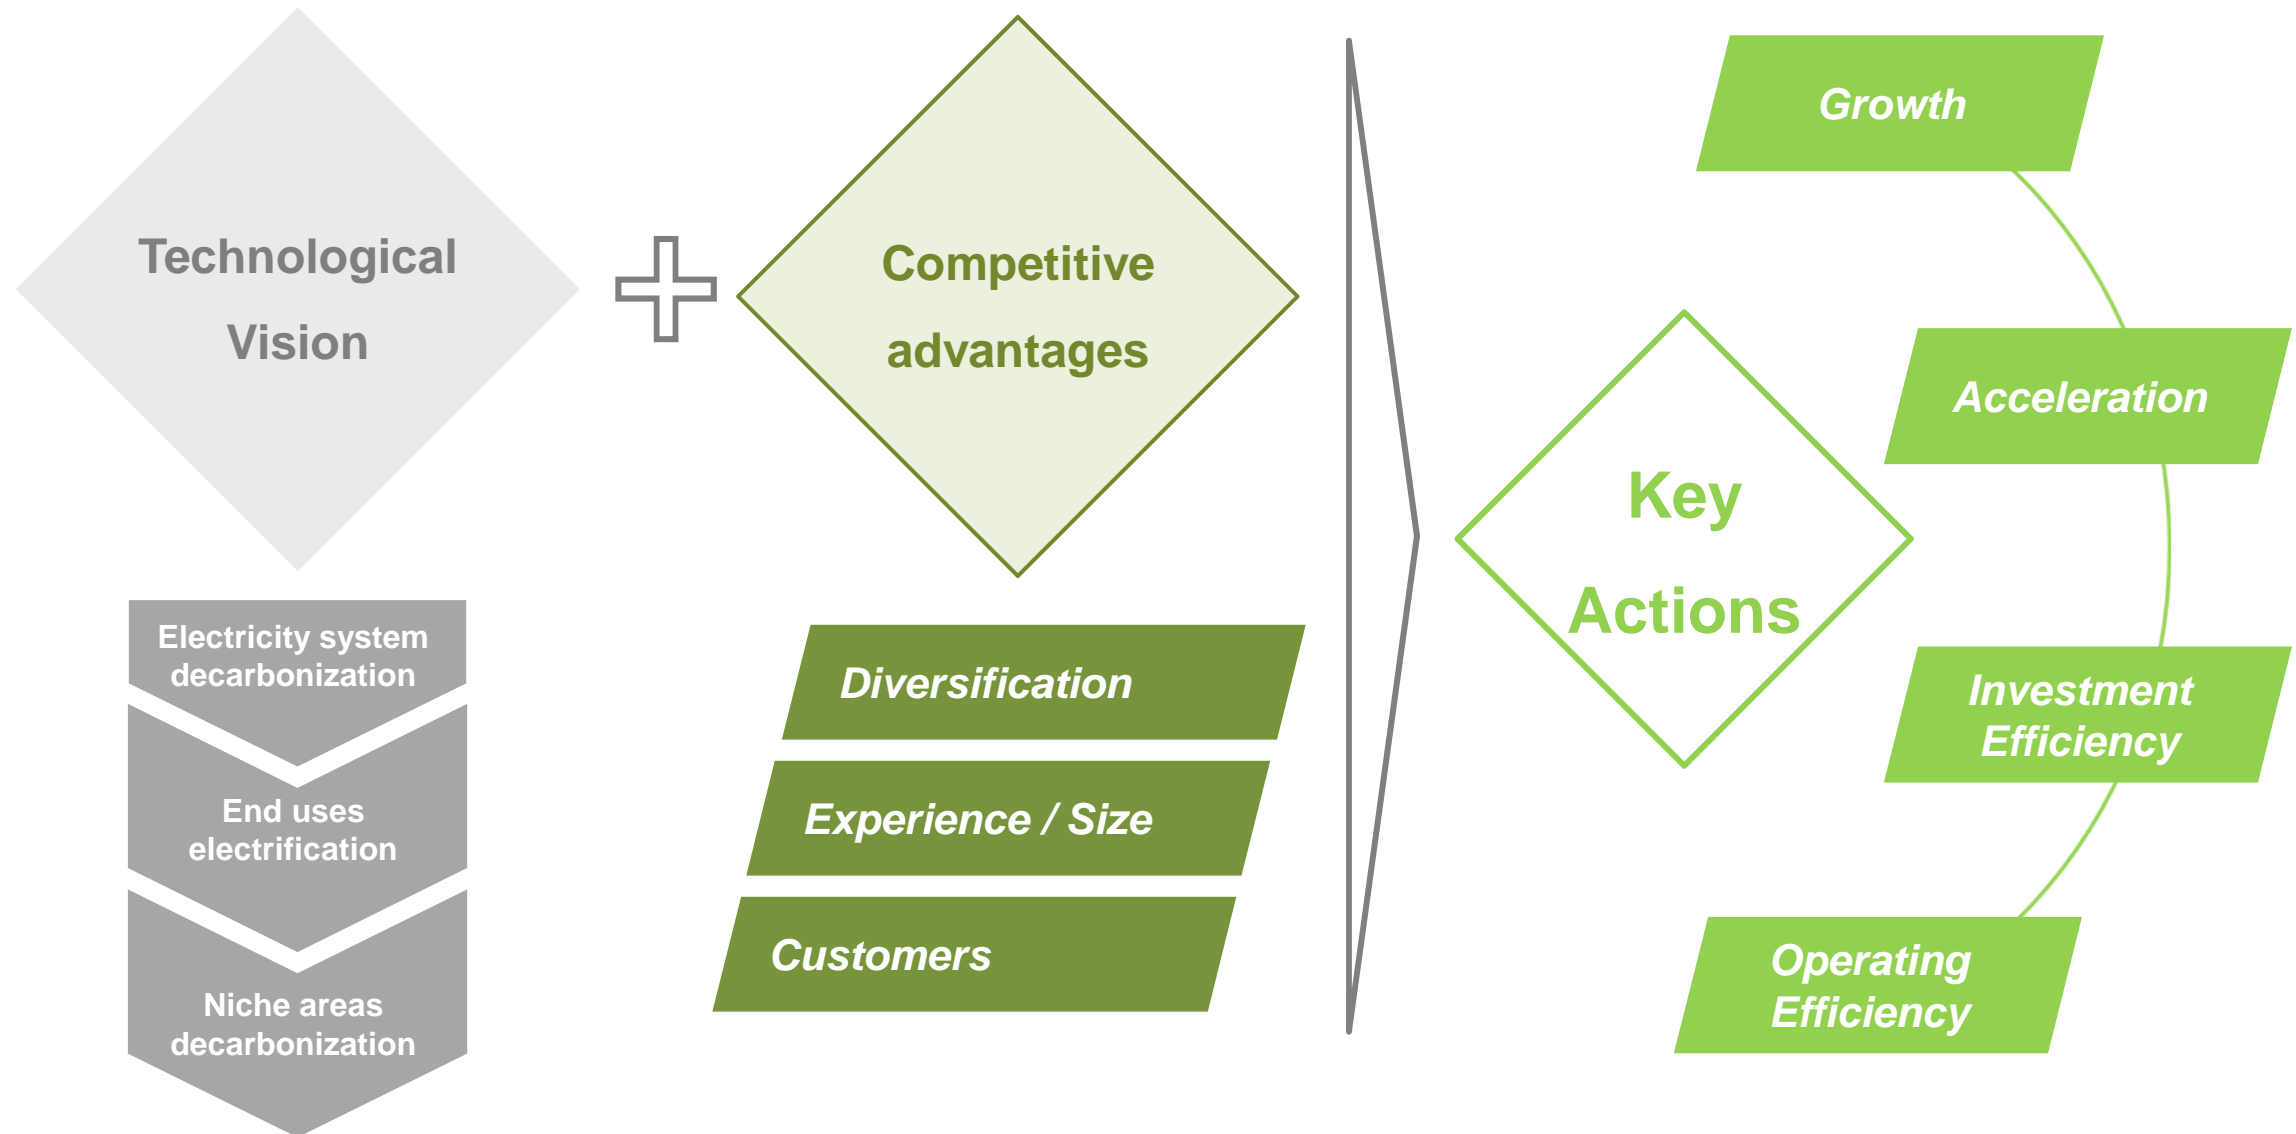 Technological
Vision
Electricity system
decarbonization
End uses
electrification
Niche areas
decarbonization
Competitive
advantages
Diversification
Experience / Size
Customers
Key
Actions
Growth
Acceleration
Investment
Efficiency
Operating
Efficiency